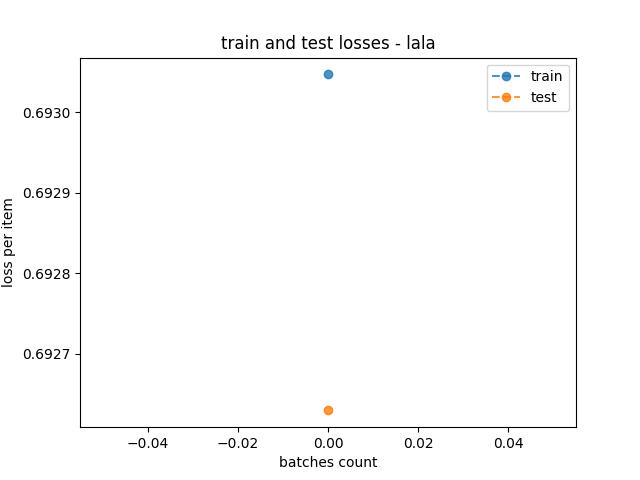 train and test losses - lala
train
test
0.6930
0.6929
0.6928
0.6927
loss per item
−0.04
−0.02
0.00
0.02
0.04
batches count